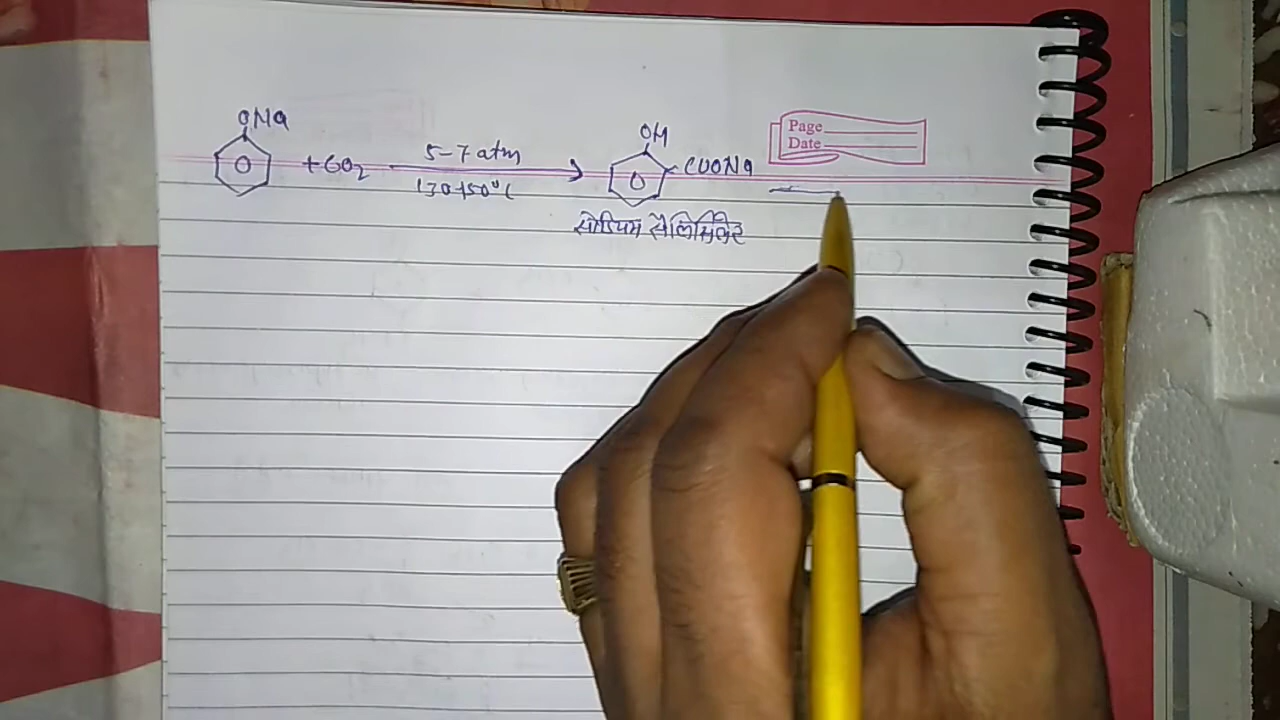 ONa
OH
Page
Date
+ CO₂
5-7 atm
130-150°C
COONa
सोडियम सैलिसिलेट